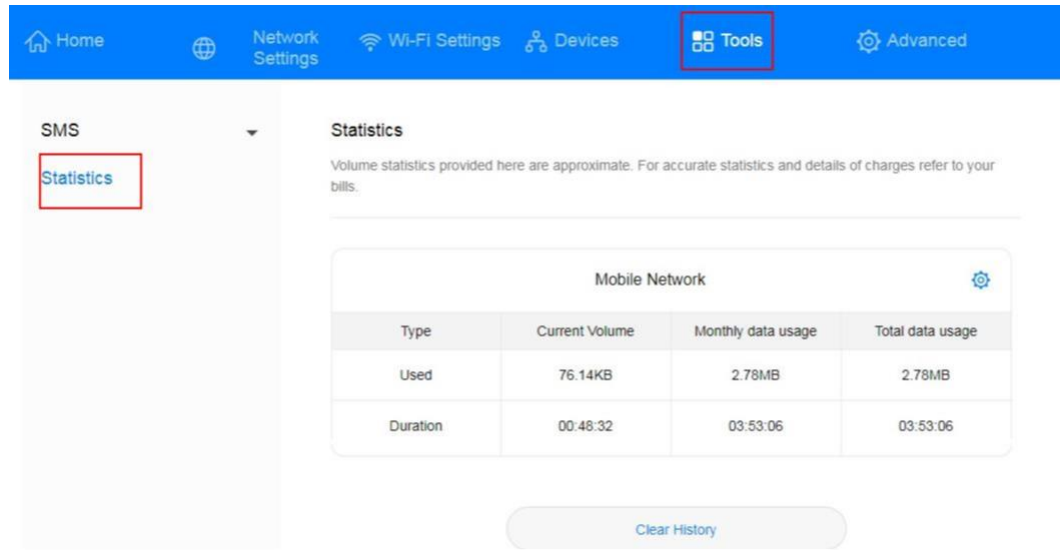 Home
Network
Settings
Wi-Fi Settings
Devices
Tools
Advanced
SMS
Statistics
Statistics
Volume statistics provided here are approximate. For accurate statistics and details of charges refer to your
bills.
Mobile Network
Type Current Volume Monthly data usage Total data usage
Used 76.14KB 2.78MB 2.78MB
Duration 00:48:32 03:53:06 03:53:06
Clear History